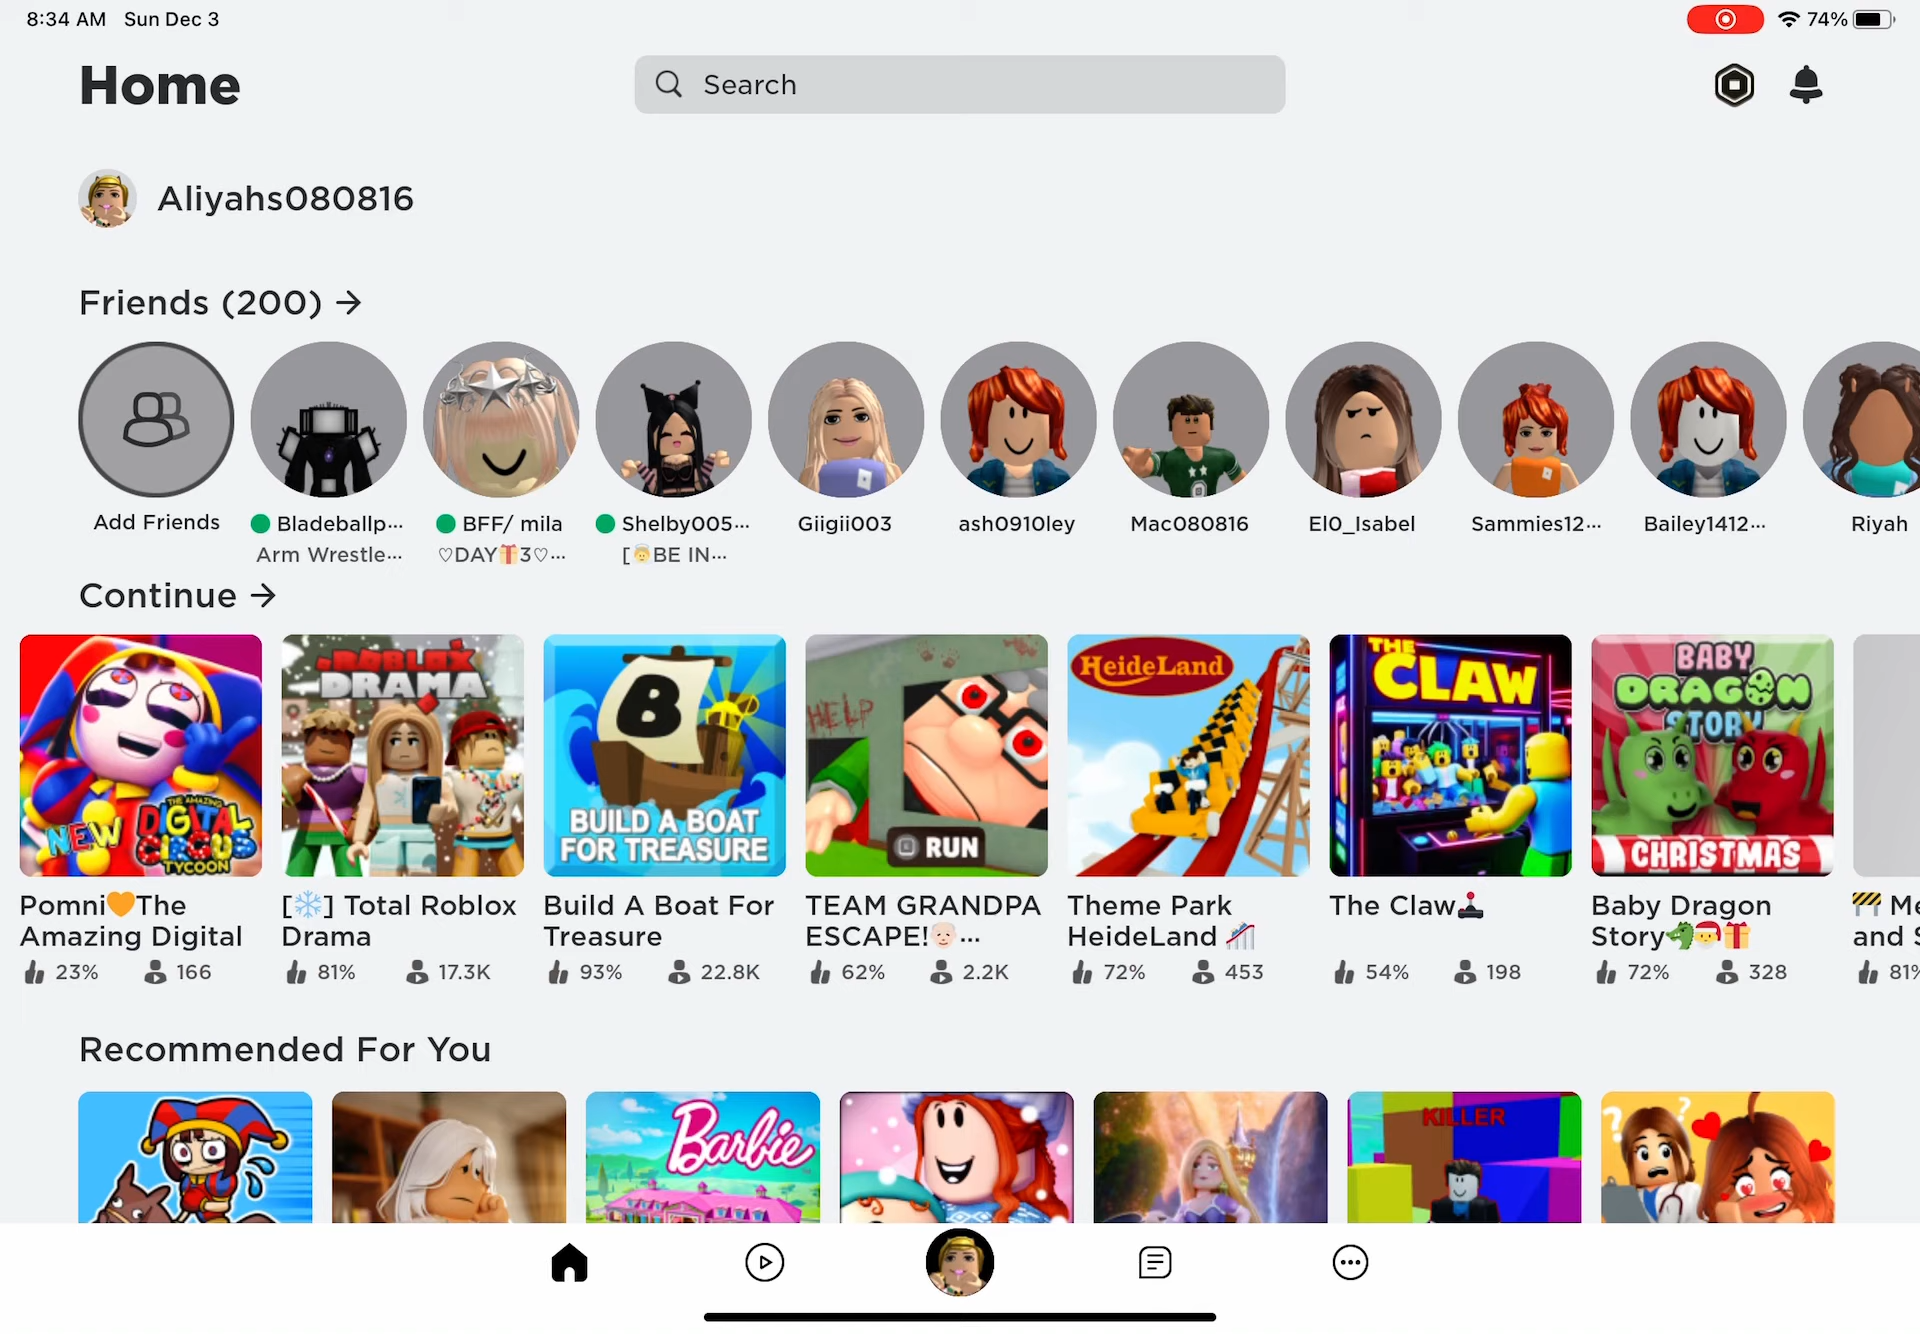 8:34 AM Sun Dec 3
74%
Home
Search
Aliyahs080816
Friends (200) →
Add Friends
Bladeballp...
BFF/ mila
Shelby005...
Giigii003
ash0910ley
Mac080816
El0_Isabel
Sammies12...
Bailey1412...
Riyah
Arm Wrestle...
♡DAY🎁3♡...
[👼BE IN...
Continue →
THE AMAZING
NEW DIGITAL
CIRCUS
TYCOON
ROBLOX
DRAMA
B
BUILD A BOAT
FOR TREASURE
HELP
RUN
HeideLand
THE
CLAW
BABY
DRAGON
STORY
CHRISTMAS
Pomni🧡The
Amazing Digital
[❄️] Total Roblox
Drama
Build A Boat For
Treasure
TEAM GRANDPA
ESCAPE!👴🏻...
Theme Park
HeideLand 🎢
The Claw🕹️
Baby Dragon
Story🐉🎅🎁
🚧 Me
and S
23% 166
81% 17.3K
93% 22.8K
62% 2.2K
72% 453
54% 198
72% 328
81%
Recommended For You
Barbie
KILLER
? ?